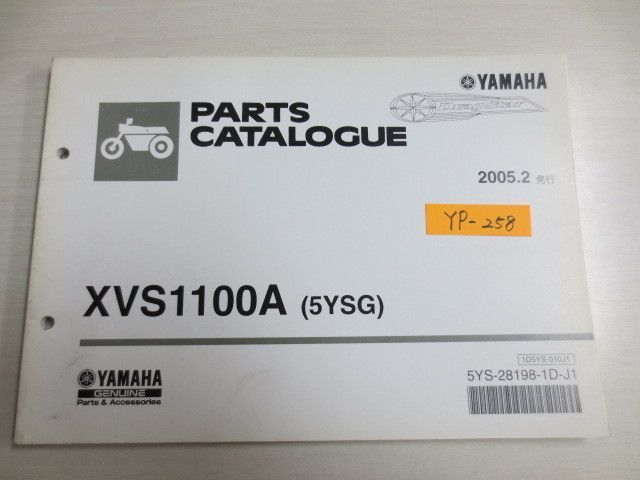 YAMAHA
DragStar
PARTS
CATALOGUE
2005.2 発行
YP-258
XVS1100A (5YSG)
1D5YS-010J1
5YS-28198-1D-J1
YAMAHA
GENUINE
Parts & Accessories